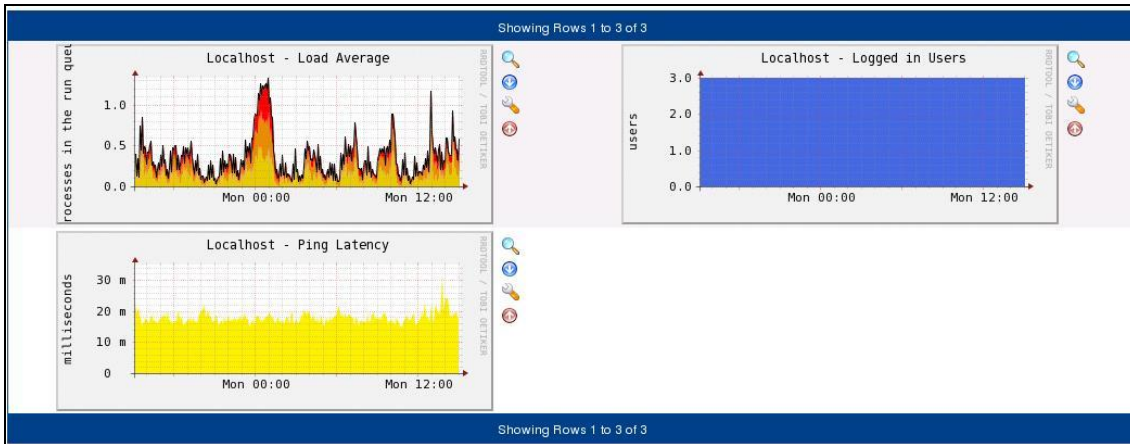 Showing Rows 1 to 3 of 3
Localhost - Load Average
rocesses in the run queu
1.0
0.5
0.0
Mon 00:00 Mon 12:00
RRDTOOL / TOBI OETIKER
Localhost - Logged in Users
users
3.0
2.0
1.0
0.0
Mon 00:00 Mon 12:00
RRDTOOL / TOBI OETIKER
Localhost - Ping Latency
milliseconds
30 m
20 m
10 m
0
Mon 00:00 Mon 12:00
RRDTOOL / TOBI OETIKER
Showing Rows 1 to 3 of 3